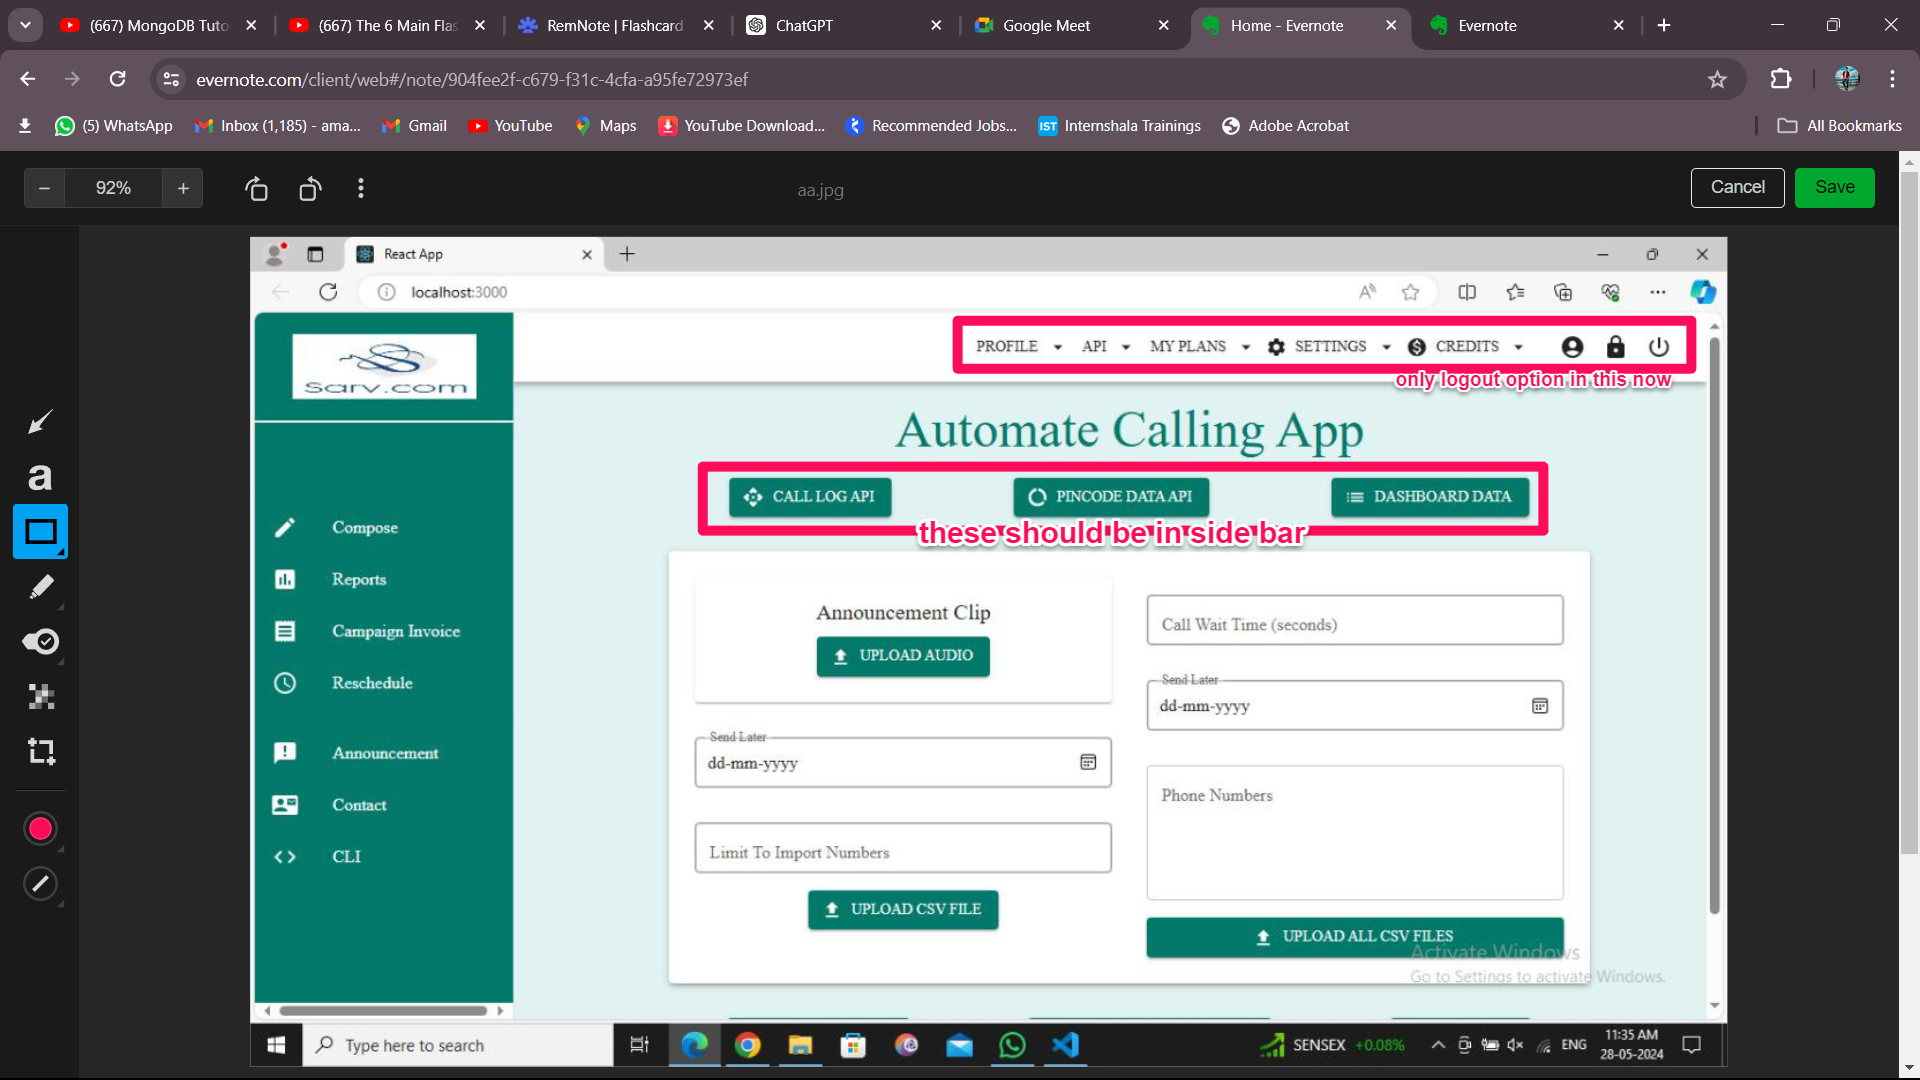 (667) MongoDB Tuto
(667) The 6 Main Flas
RemNote | Flashcard
ChatGPT
Google Meet
Home - Evernote
Evernote
evernote.com/client/web#/note/904fee2f-c679-f31c-4cfa-a95fe72973ef
(5) WhatsApp
Inbox (1,185) - ama...
Gmail
YouTube
Maps
YouTube Download...
Recommended Jobs...
IST
Internshala Trainings
Adobe Acrobat
All Bookmarks
92%
aa.jpg
Cancel
Save
a
React App
localhost:3000
Sarv.com
PROFILE
API
MY PLANS
SETTINGS
CREDITS
only logout option in this now
Automate Calling App
CALL LOG API
PINCODE DATA API
DASHBOARD DATA
these should be in side bar
Compose
Reports
Campaign Invoice
Reschedule
Announcement
Contact
CLI
Announcement Clip
UPLOAD AUDIO
Send Later
dd-mm-yyyy
Limit To Import Numbers
UPLOAD CSV FILE
Call Wait Time (seconds)
Send Later
dd-mm-yyyy
Phone Numbers
UPLOAD ALL CSV FILES
Activate Windows
Go to Settings to activate Windows.
Type here to search
SENSEX +0.08%
ENG
11:35 AM
28-05-2024